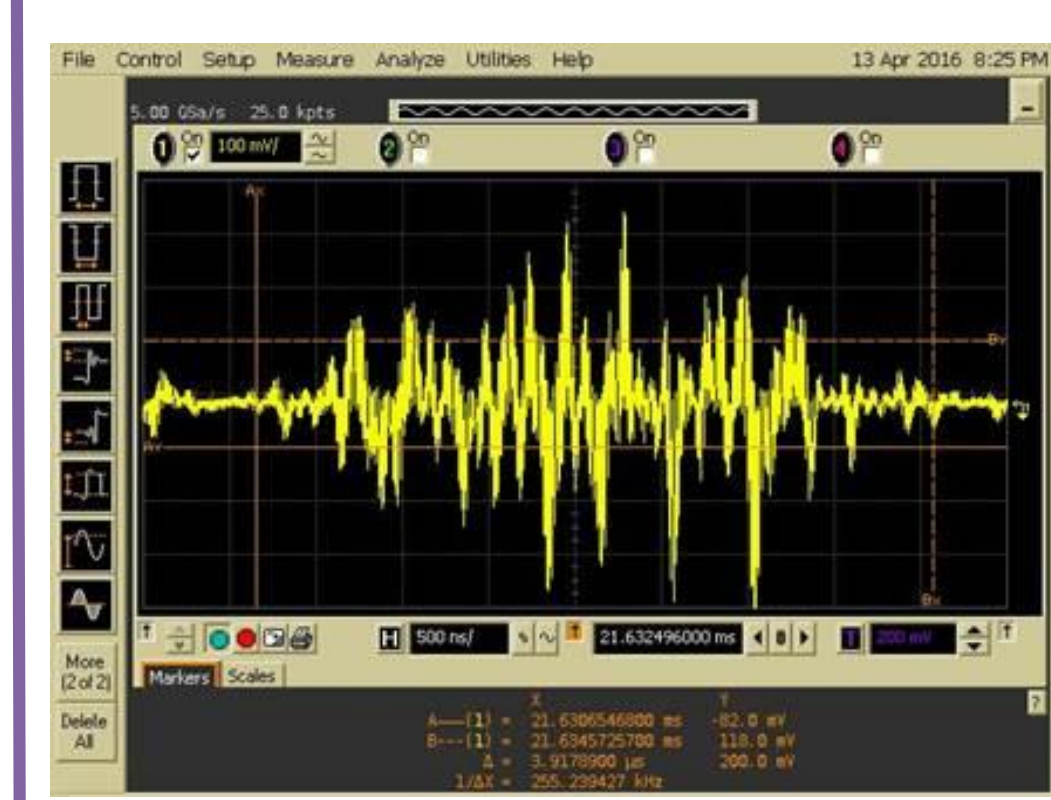 File Control Setup Measure Analyze Utilities Help 13 Apr 2016 8:25 PM
5.00 GSa/s 25.0 kpts
1 On 100 mV/ 2 On 3 On 4 On
Ax
By
Ay
Bx
H 500 ns/ 21.632496000 ms 0 T 200 mV
More
(2 of 2)
Delete
All
Markers Scales
?
X Y
A—(1) = 21.6306546800 ms -82.0 mV
B---(1) = 21.6345725700 ms 118.0 mV
Δ = 3.9178900 µs 200.0 mV
1/ΔX = 255.239427 kHz